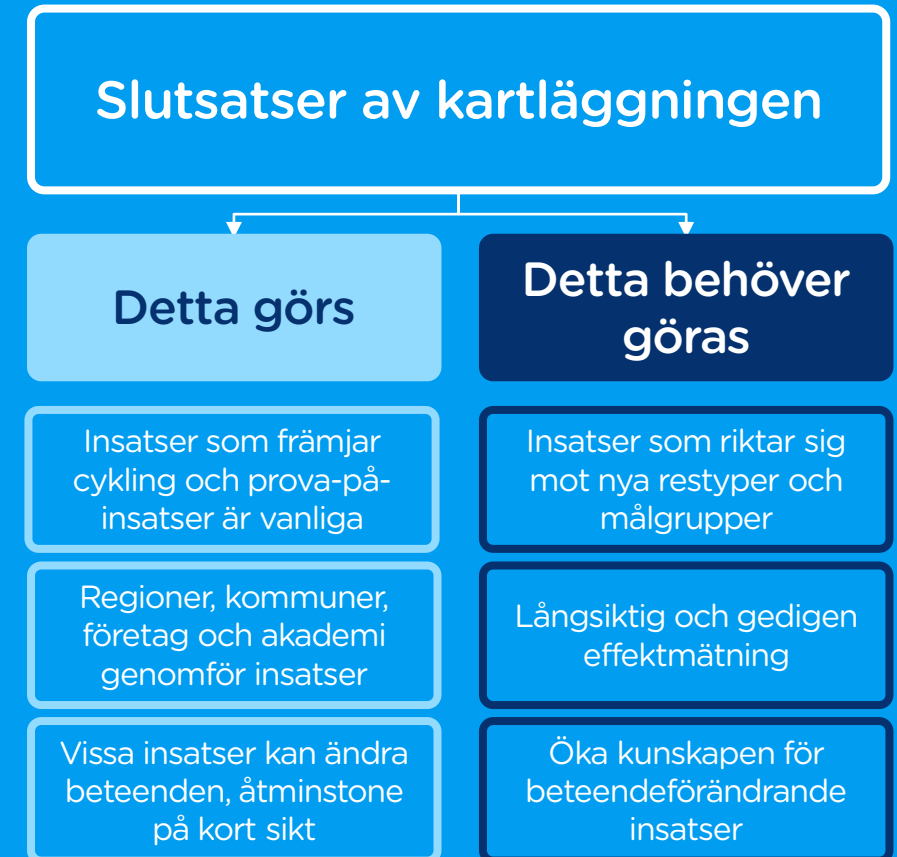 Slutsatser av kartläggningen
Detta görs
Insatser som främjar
cykling och prova-på-
insatser är vanliga
Regioner, kommuner,
företag och akademi
genomför insatser
Vissa insatser kan ändra
beteenden, åtminstone
på kort sikt
Detta behöver
göras
Insatser som riktar sig
mot nya restyper och
målgrupper
Långsiktig och gedigen
effektmätning
Öka kunskapen för
beteendeförändrande
insatser